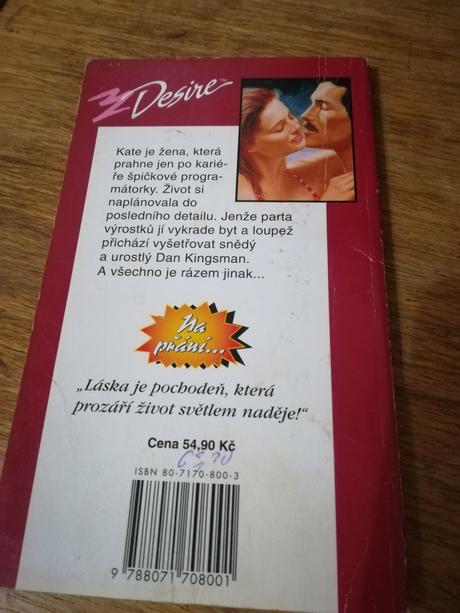 Desire™
Kate je žena, která
prahne jen po karié-
ře špičkové progra-
mátorky. Život si
naplánovala do
posledního detailu. Jenže parta
výrostků jí vykrade byt a loupež
přichází vyšetřovat snědý
a urostlý Dan Kingsman.
A všechno je rázem jinak...
Na
přání...
„Láska je pochodeň, která
prozáří život světlem naděje!“
Cena 54,90 Kč
ISBN 80-7170-800-3
9 788071 708001